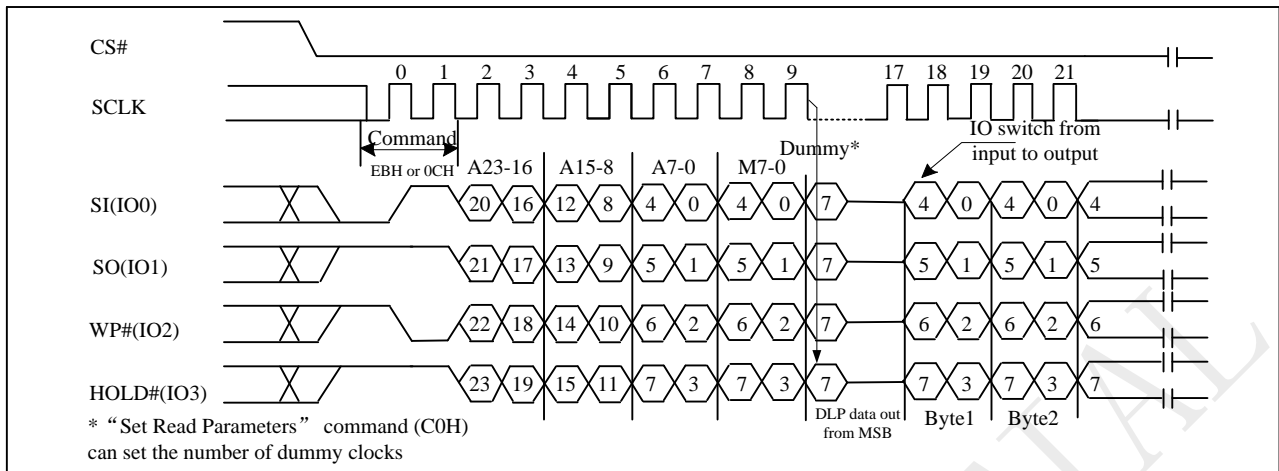 CS#
0 1 2 3 4 5 6 7 8 9 17 18 19 20 21
SCLK
Command
Dummy*
IO switch from
input to output
EBH or 0CH
A23-16 A15-8 A7-0 M7-0
SI(IO0) 20 16 12 8 4 0 4 0 7 4 0 4 0 4
SO(IO1) 21 17 13 9 5 1 5 1 7 5 1 5 1 5
WP#(IO2) 22 18 14 10 6 2 6 2 7 6 2 6 2 6
HOLD#(IO3) 23 19 15 11 7 3 7 3 7 7 3 7 3 7
DLP data out
from MSB
Byte1 Byte2
* “Set Read Parameters” command (C0H)
can set the number of dummy clocks